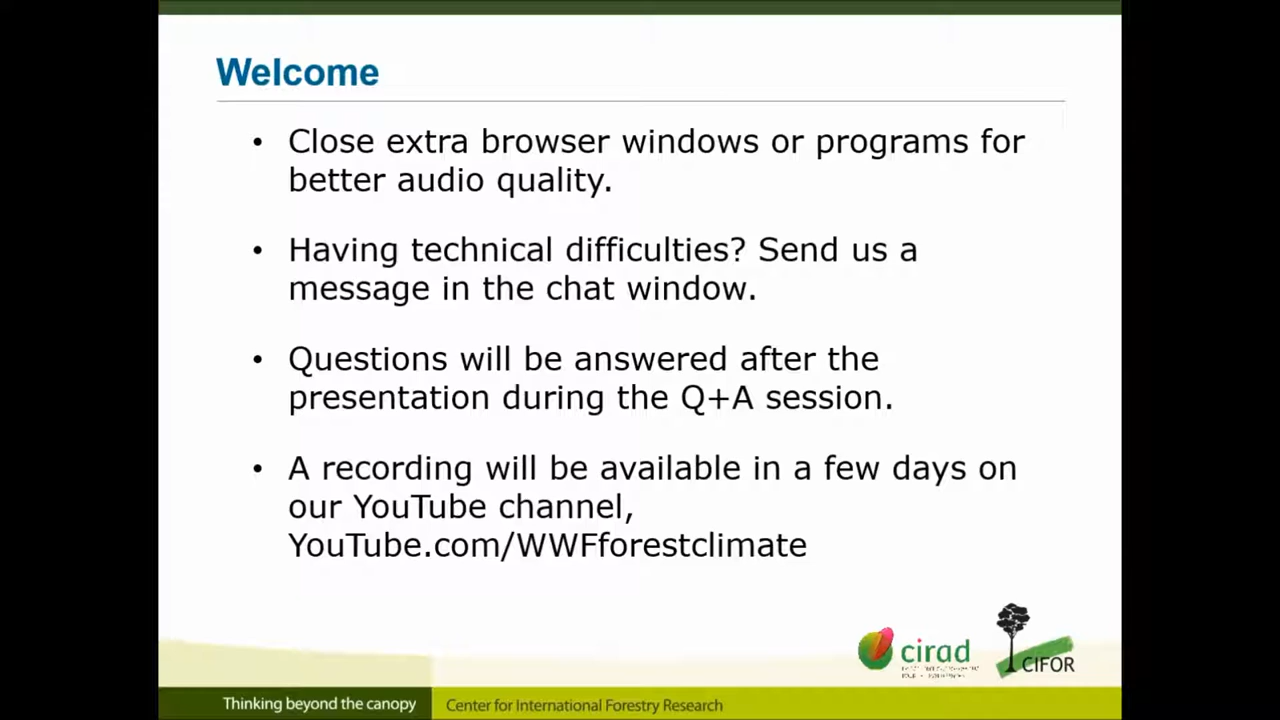 Welcome
• Close extra browser windows or programs for
better audio quality.
• Having technical difficulties? Send us a
message in the chat window.
• Questions will be answered after the
presentation during the Q+A session.
• A recording will be available in a few days on
our YouTube channel,
YouTube.com/WWFforestclimate
cirad
CIFOR
Thinking beyond the canopy
Center for International Forestry Research